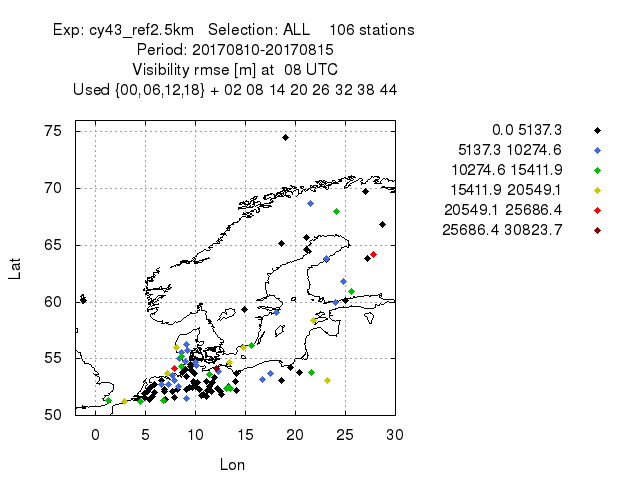 Exp: cy43_ref2.5km   Selection: ALL    106 stations
Period: 20170810-20170815
Visibility rmse [m] at  08 UTC
Used {00,06,12,18} + 02 08 14 20 26 32 38 44
0.0 5137.3
5137.3 10274.6
10274.6 15411.9
15411.9 20549.1
20549.1 25686.4
25686.4 30823.7
75
70
65
60
55
50
Lat
0 5 10 15 20 25 30
Lon